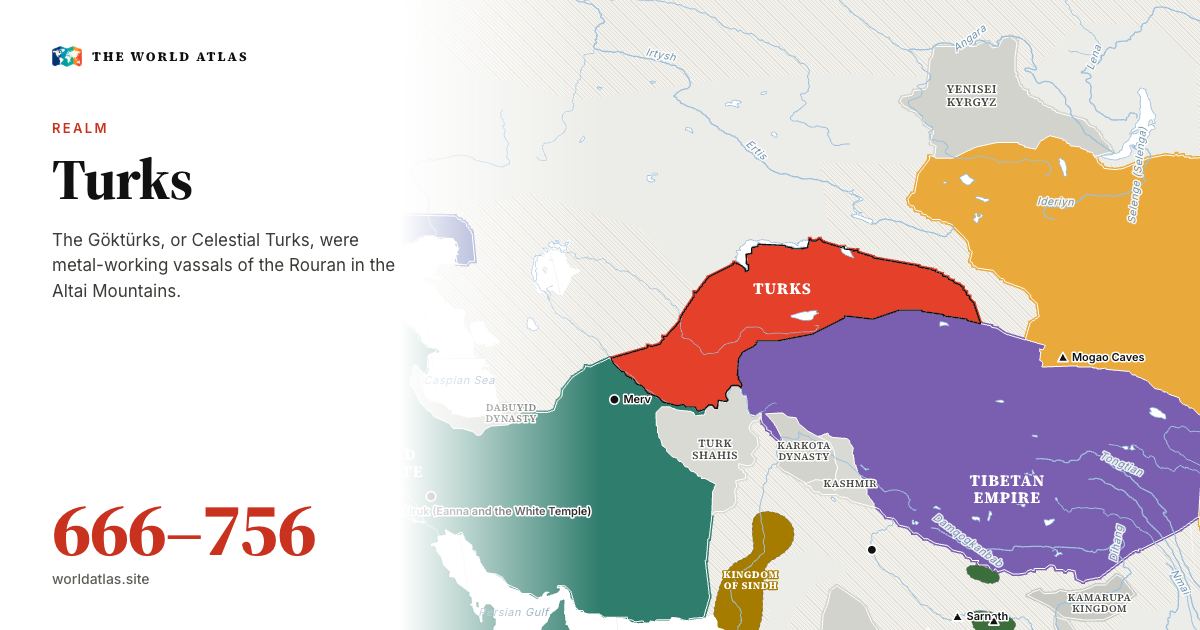 THE WORLD ATLAS
REALM
Turks
The Göktürks, or Celestial Turks, were
metal-working vassals of the Rouran in the
Altai Mountains.
666–756
worldatlas.site
Irtysh
Angara
Lena
YENISEI
KYRGYZ
Ertis
Selenge (Selenga)
Ideriyn
TURKS
Mogao Caves
Caspian Sea
Merv
DABUYID
DYNASTY
TURK
SHAHIS
KARKOTA
DYNASTY
KASHMIR
TIBETAN
EMPIRE
Tongtian
Uruk (Eanna and the White Temple)
Damqogkanbab
Dihang
KINGDOM
OF SINDH
KAMARUPA
KINGDOM
Persian Gulf
Sarnath